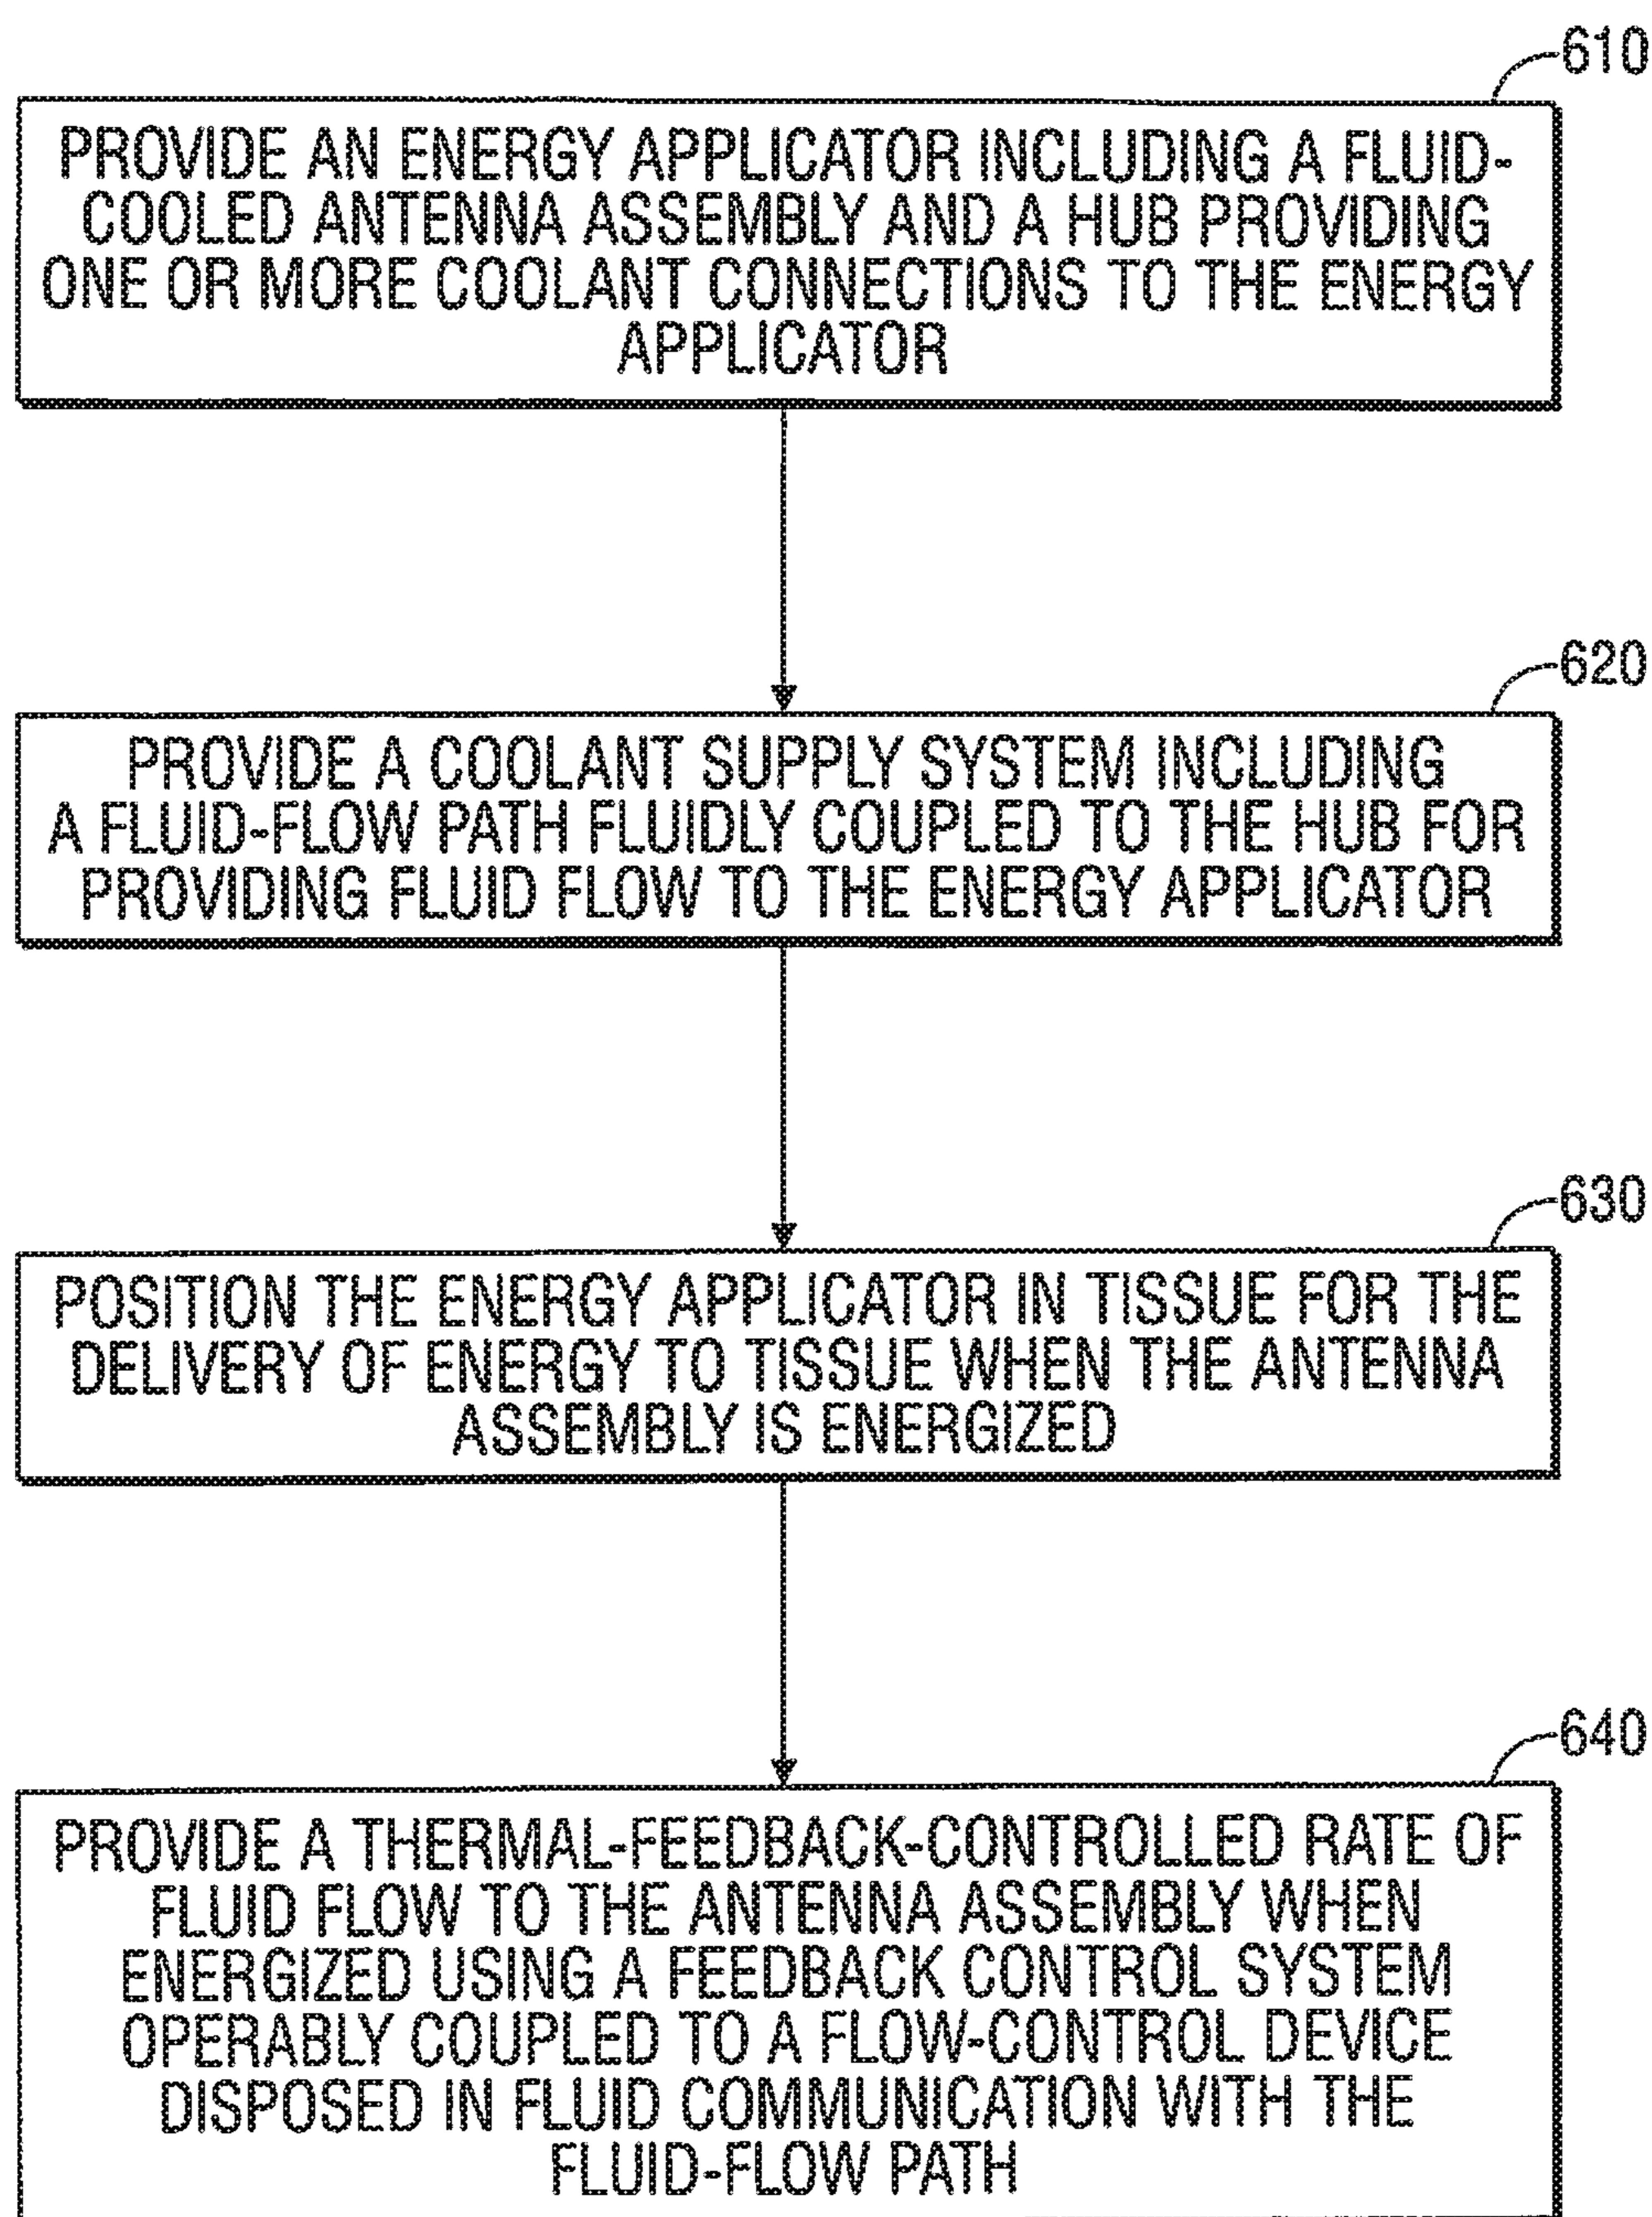 610
PROVIDE AN ENERGY APPLICATOR INCLUDING A FLUID-
COOLED ANTENNA ASSEMBLY AND A HUB PROVIDING
ONE OR MORE COOLANT CONNECTIONS TO THE ENERGY
APPLICATOR
620
PROVIDE A COOLANT SUPPLY SYSTEM INCLUDING
A FLUID-FLOW PATH FLUIDLY COUPLED TO THE HUB FOR
PROVIDING FLUID FLOW TO THE ENERGY APPLICATOR
630
POSITION THE ENERGY APPLICATOR IN TISSUE FOR THE
DELIVERY OF ENERGY TO TISSUE WHEN THE ANTENNA
ASSEMBLY IS ENERGIZED
640
PROVIDE A THERMAL-FEEDBACK-CONTROLLED RATE OF
FLUID FLOW TO THE ANTENNA ASSEMBLY WHEN
ENERGIZED USING A FEEDBACK CONTROL SYSTEM
OPERABLY COUPLED TO A FLOW-CONTROL DEVICE
DISPOSED IN FLUID COMMUNICATION WITH THE
FLUID-FLOW PATH